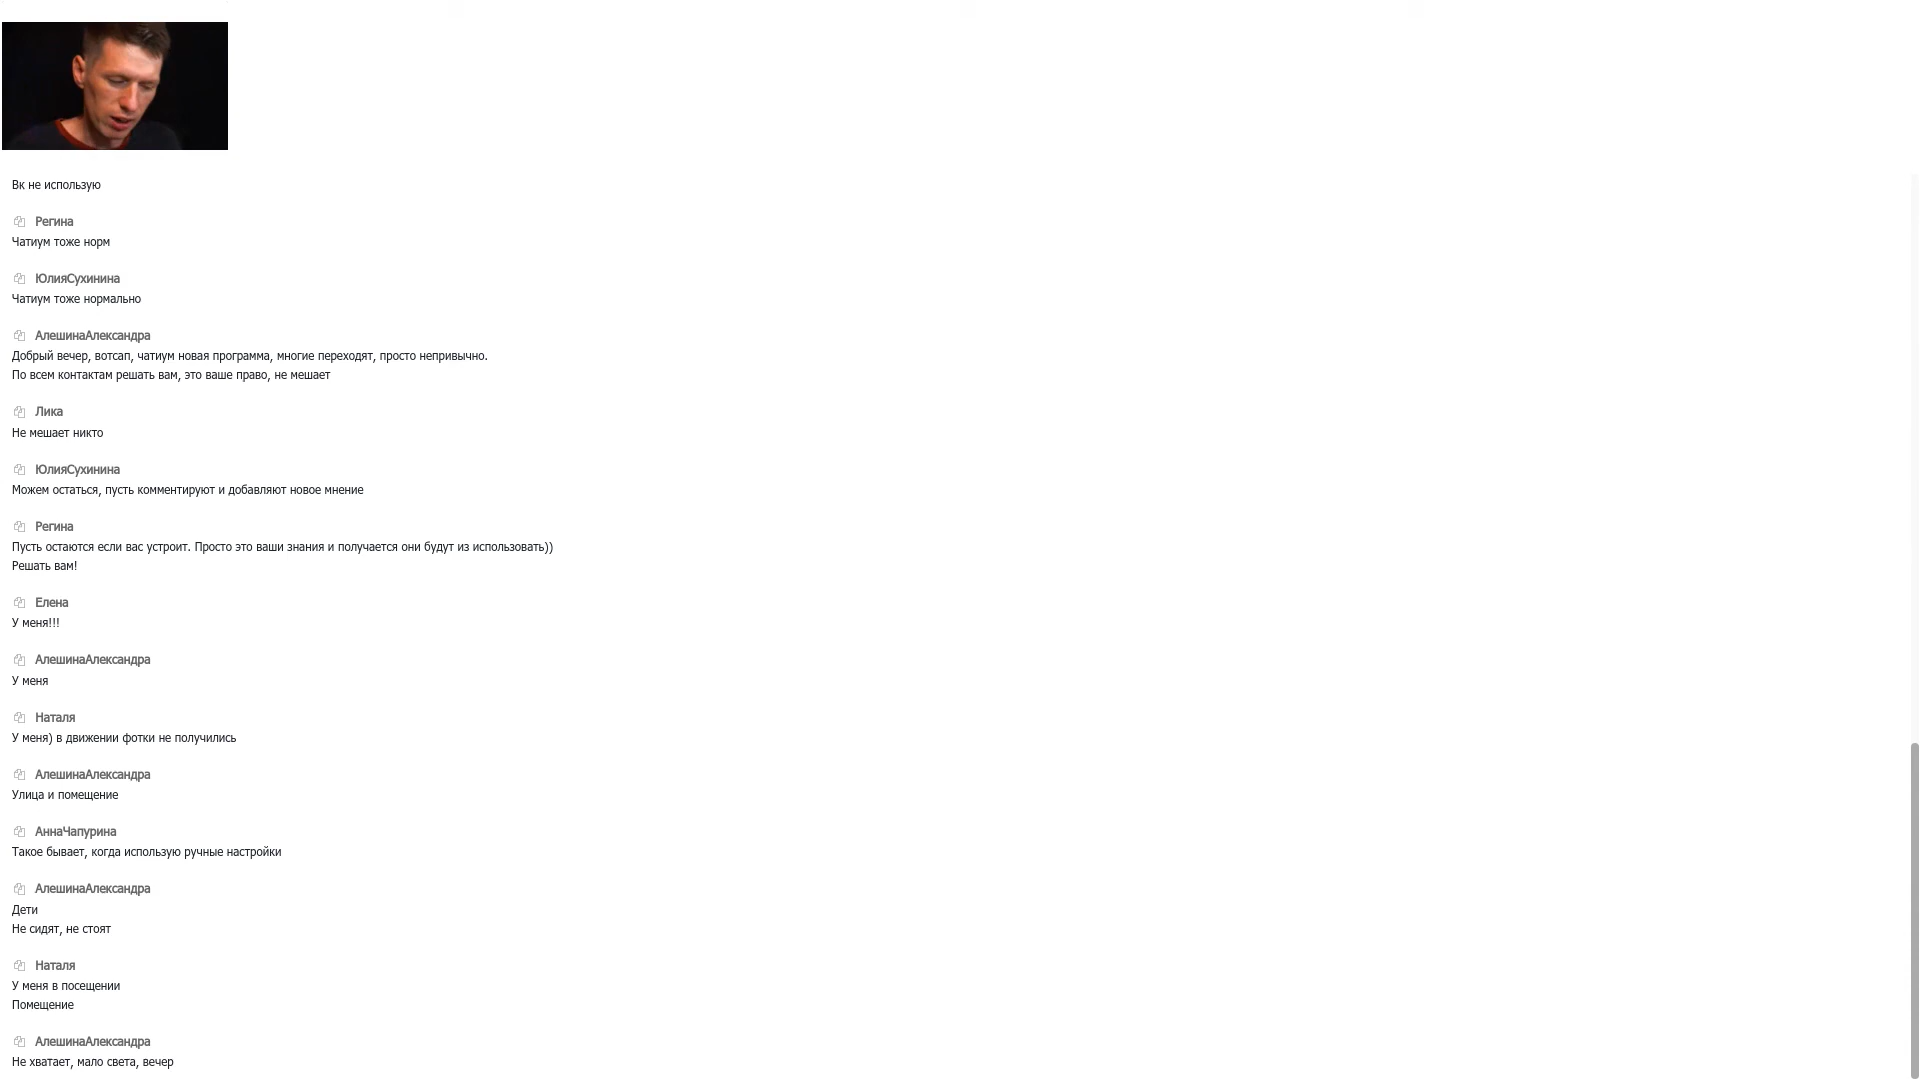 Вк не использую
Регина
Чатиум тоже норм
ЮлияСухинина
Чатиум тоже нормально
АлешинаАлександра
Добрый вечер, вотсап, чатиум новая программа, многие переходят, просто непривычно.
По всем контактам решать вам, это ваше право, не мешает
Лика
Не мешает никто
ЮлияСухинина
Можем остаться, пусть комментируют и добавляют новое мнение
Регина
Пусть остаются если вас устроит. Просто это ваши знания и получается они будут из использовать))
Решать вам!
Елена
У меня!!!
АлешинаАлександра
У меня
Наталя
У меня) в движении фотки не получились
АлешинаАлександра
Улица и помещение
АннаЧапурина
Такое бывает, когда использую ручные настройки
АлешинаАлександра
Дети
Не сидят, не стоят
Наталя
У меня в посещении
Помещение
АлешинаАлександра
Не хватает, мало света, вечер